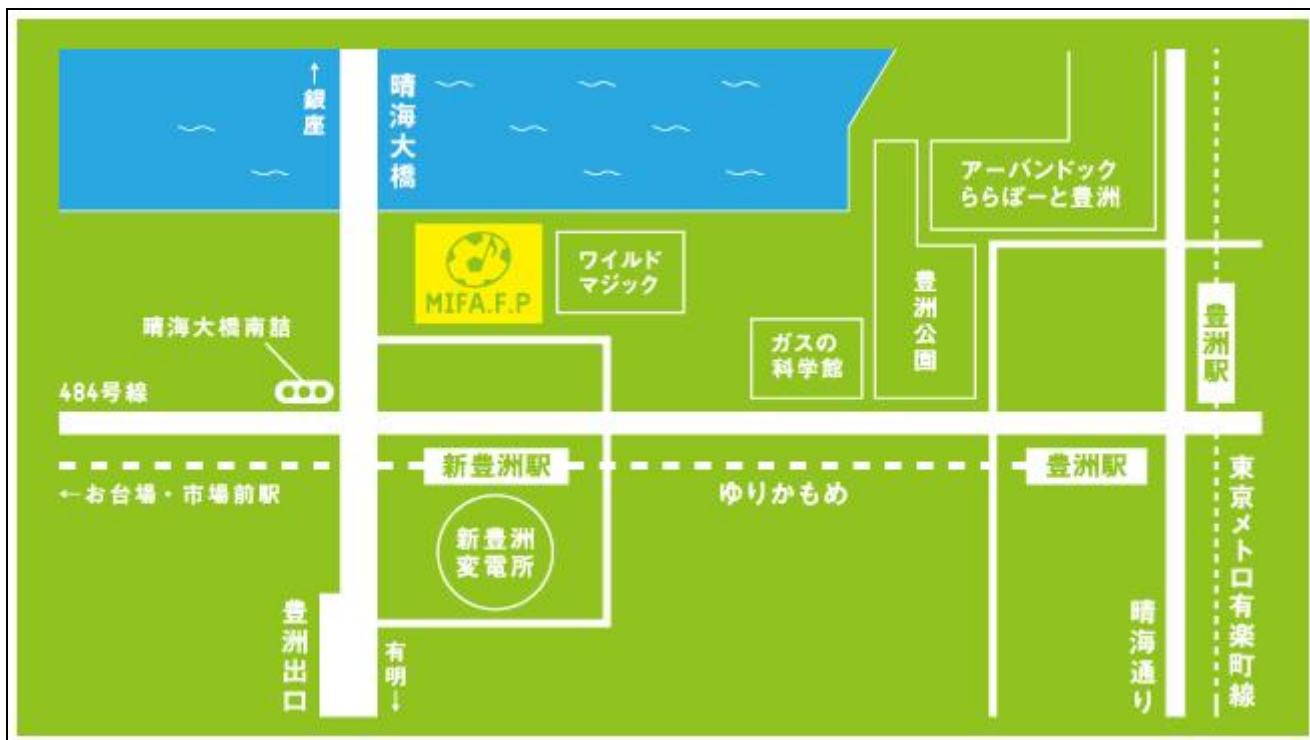 ↑銀座
晴海大橋
アーバンドック
ららぽーと豊洲
MIFA.F.P
ワイルド
マジック
豊洲公園
豊洲駅
晴海大橋南詰
ガスの
科学館
484号線
新豊洲駅
豊洲駅
←お台場・市場前駅
ゆりかもめ
東京メトロ有楽町線
新豊洲
変電所
豊洲出口
有明↓
晴海通り